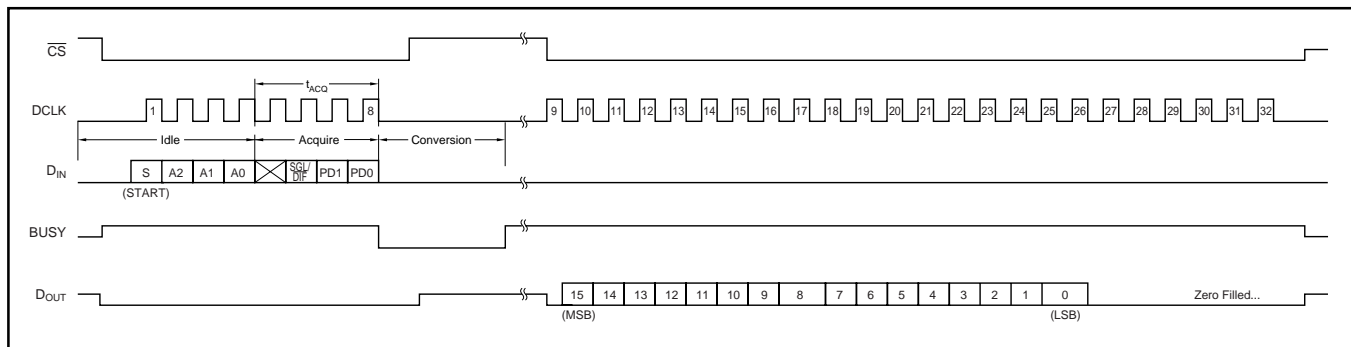 CS
tACQ
DCLK 1 8 9 10 11 12 13 14 15 16 17 18 19 20 21 22 23 24 25 26 27 28 29 30 31 32
Idle Acquire Conversion
DIN S A2 A1 A0 SGL/DIF PD1 PD0
(START)
BUSY
DOUT 15 14 13 12 11 10 9 8 7 6 5 4 3 2 1 0 Zero Filled...
(MSB) (LSB)